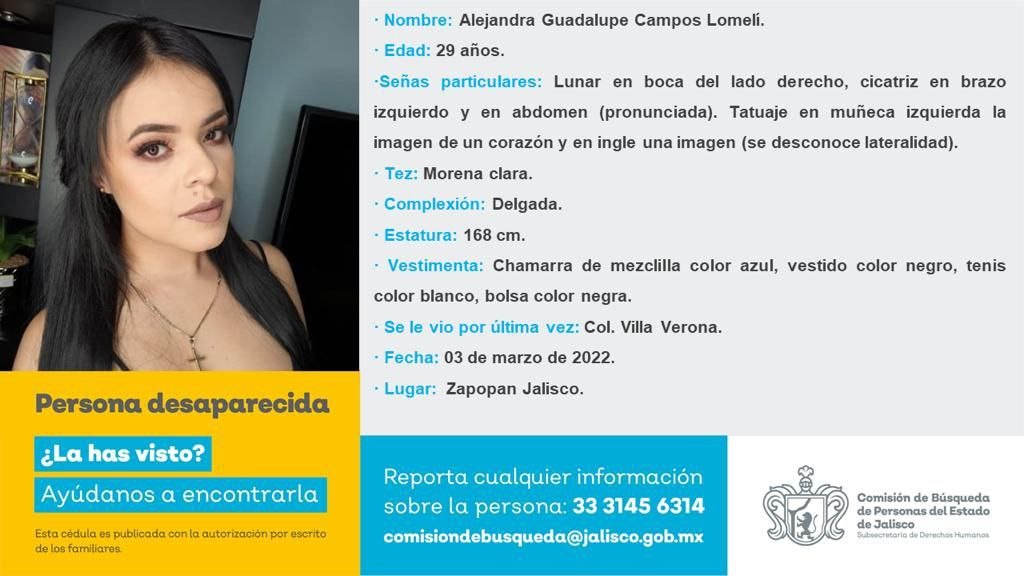 · Nombre: Alejandra Guadalupe Campos Lomelí.
· Edad: 29 años.
·Señas particulares: Lunar en boca del lado derecho, cicatriz en brazo
izquierdo y en abdomen (pronunciada). Tatuaje en muñeca izquierda la
imagen de un corazón y en ingle una imagen (se desconoce lateralidad).
· Tez: Morena clara.
· Complexión: Delgada.
· Estatura: 168 cm.
· Vestimenta: Chamarra de mezclilla color azul, vestido color negro, tenis
color blanco, bolsa color negra.
· Se le vio por última vez: Col. Villa Verona.
· Fecha: 03 de marzo de 2022.
· Lugar: Zapopan Jalisco.
Persona desaparecida
¿La has visto?
Ayúdanos a encontrarla
Esta cédula es publicada con la autorización por escrito
de los familiares.
Reporta cualquier información
sobre la persona: 33 3145 6314
comisiondebusqueda@jalisco.gob.mx
Comisión de Búsqueda
de Personas del Estado
de Jalisco
Subsecretaría de Derechos Humanos